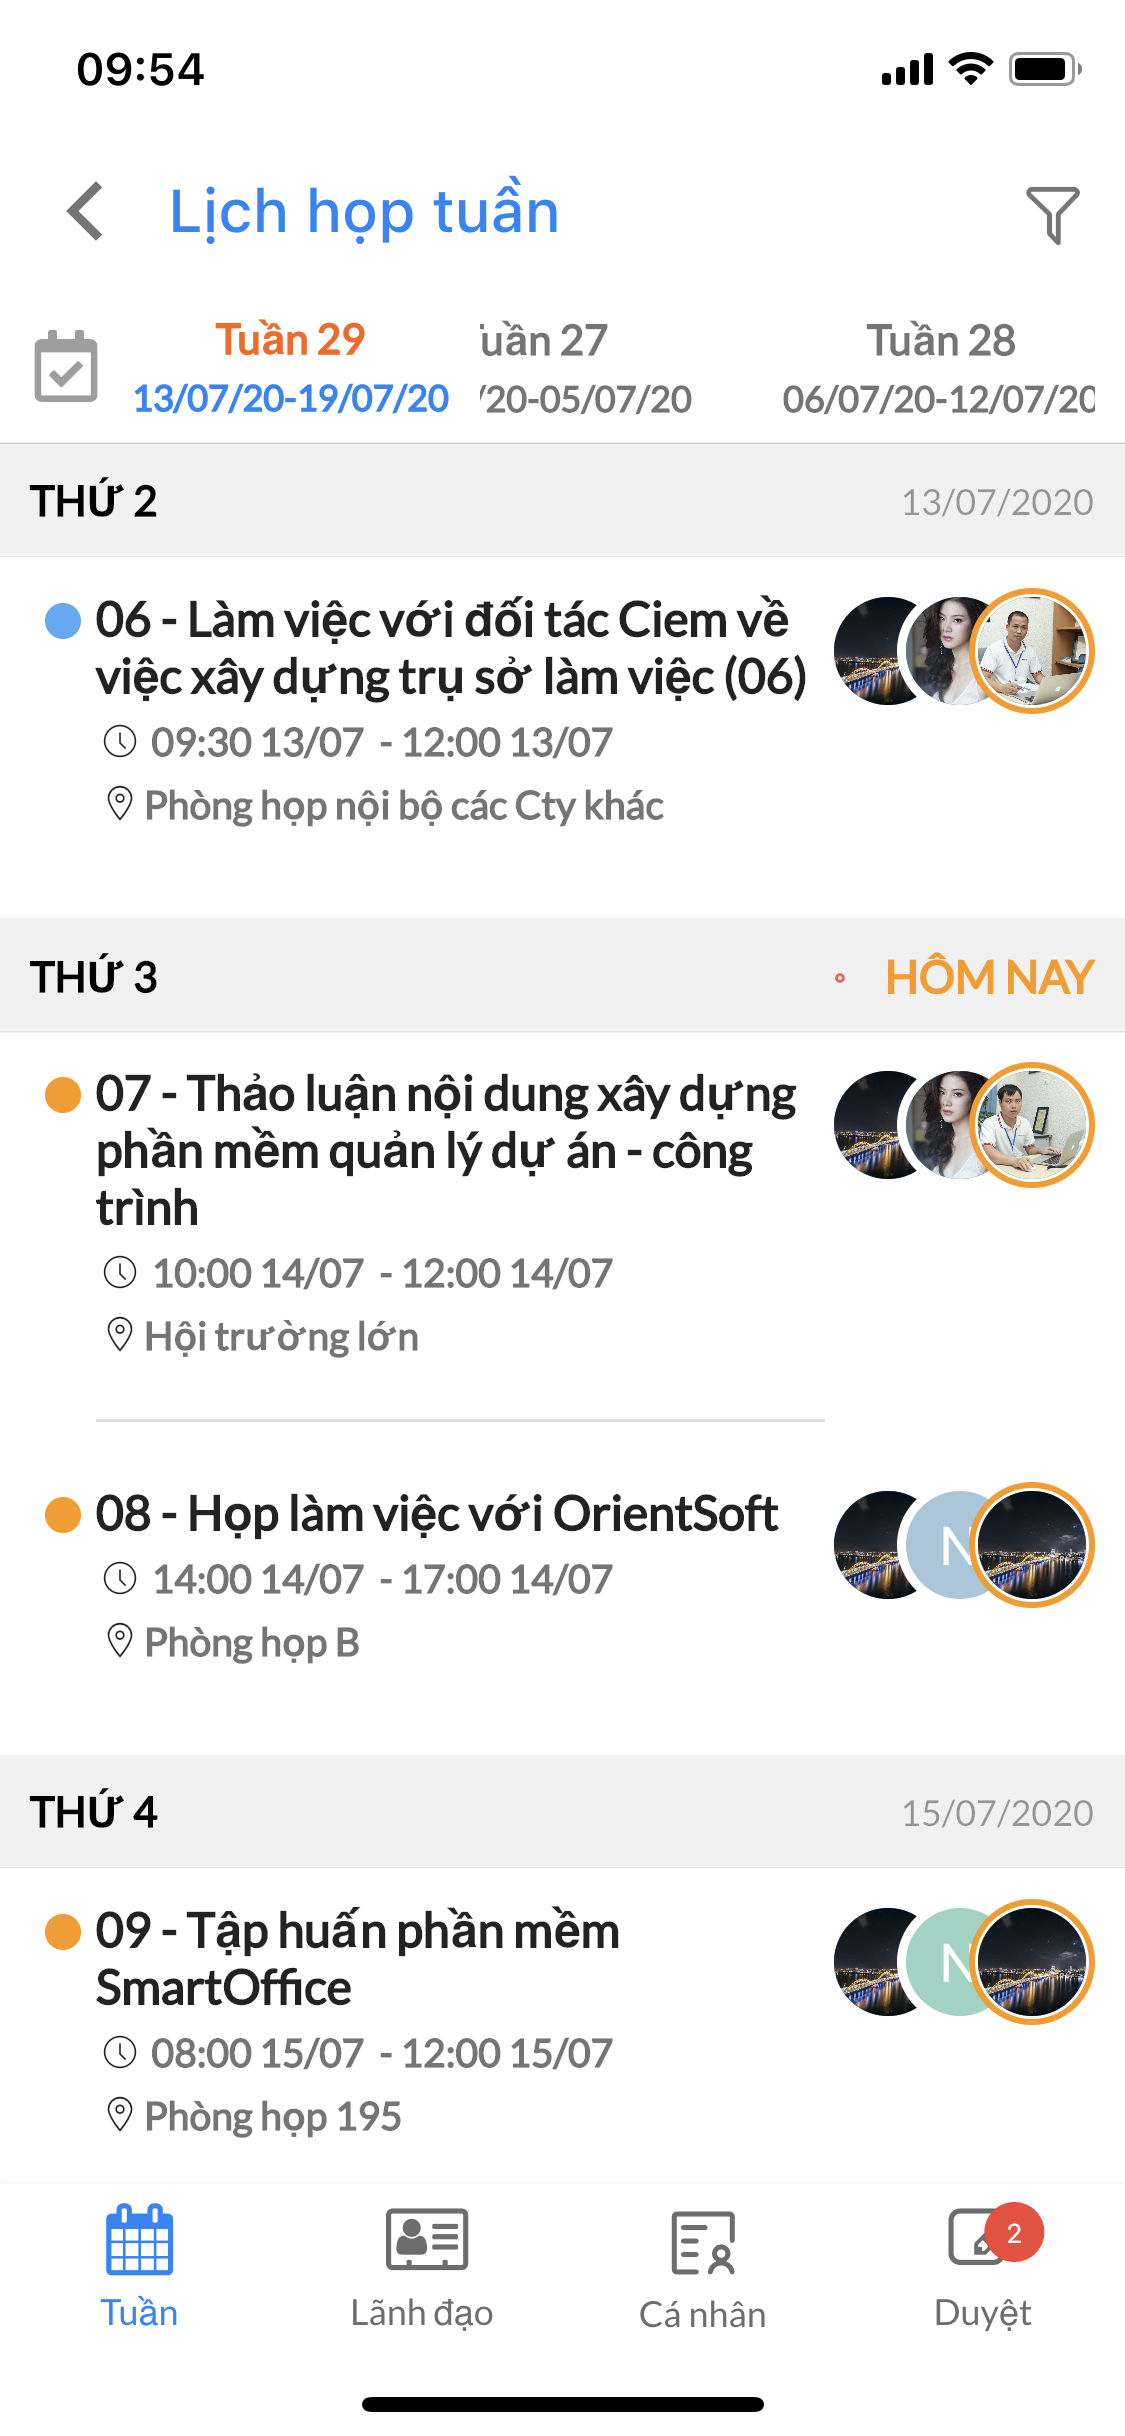 09:54
Lịch họp tuần
Tuần 29
13/07/20-19/07/20
uần 27
/20-05/07/20
Tuần 28
06/07/20-12/07/20
THỨ 2
13/07/2020
06 - Làm việc với đối tác Ciem về
việc xây dựng trụ sở làm việc (06)
09:30 13/07 - 12:00 13/07
Phòng họp nội bộ các Cty khác
THỨ 3
HÔM NAY
07 - Thảo luận nội dung xây dựng
phần mềm quản lý dự án - công
trình
10:00 14/07 - 12:00 14/07
Hội trường lớn
08 - Họp làm việc với OrientSoft
N
14:00 14/07 - 17:00 14/07
Phòng họp B
THỨ 4
15/07/2020
09 - Tập huấn phần mềm
SmartOffice
N
08:00 15/07 - 12:00 15/07
Phòng họp 195
2
Tuần
Lãnh đạo
Cá nhân
Duyệt